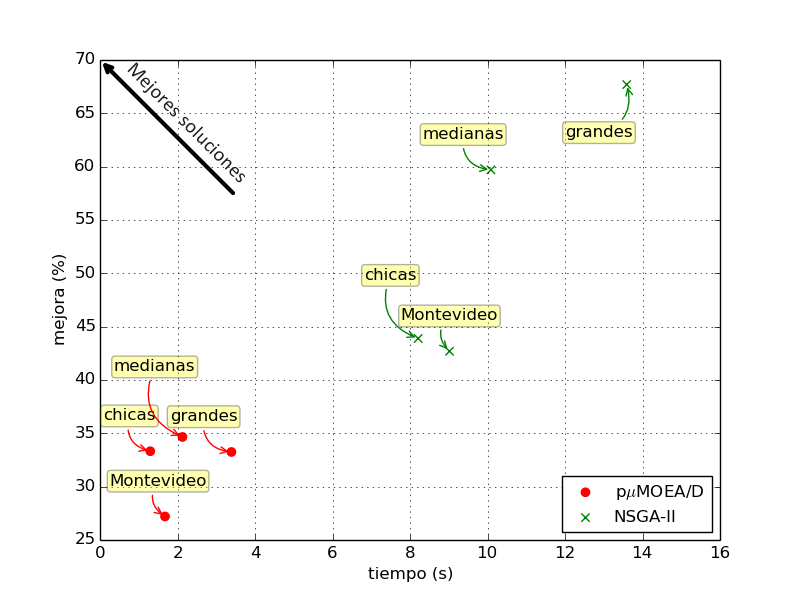 70
65
60
55
50
45
40
35
30
25
mejora (%)
Mejores soluciones
medianas
grandes
chicas
Montevideo
medianas
chicas
grandes
Montevideo
pμMOEA/D
NSGA-II
0 2 4 6 8 10 12 14 16
tiempo (s)